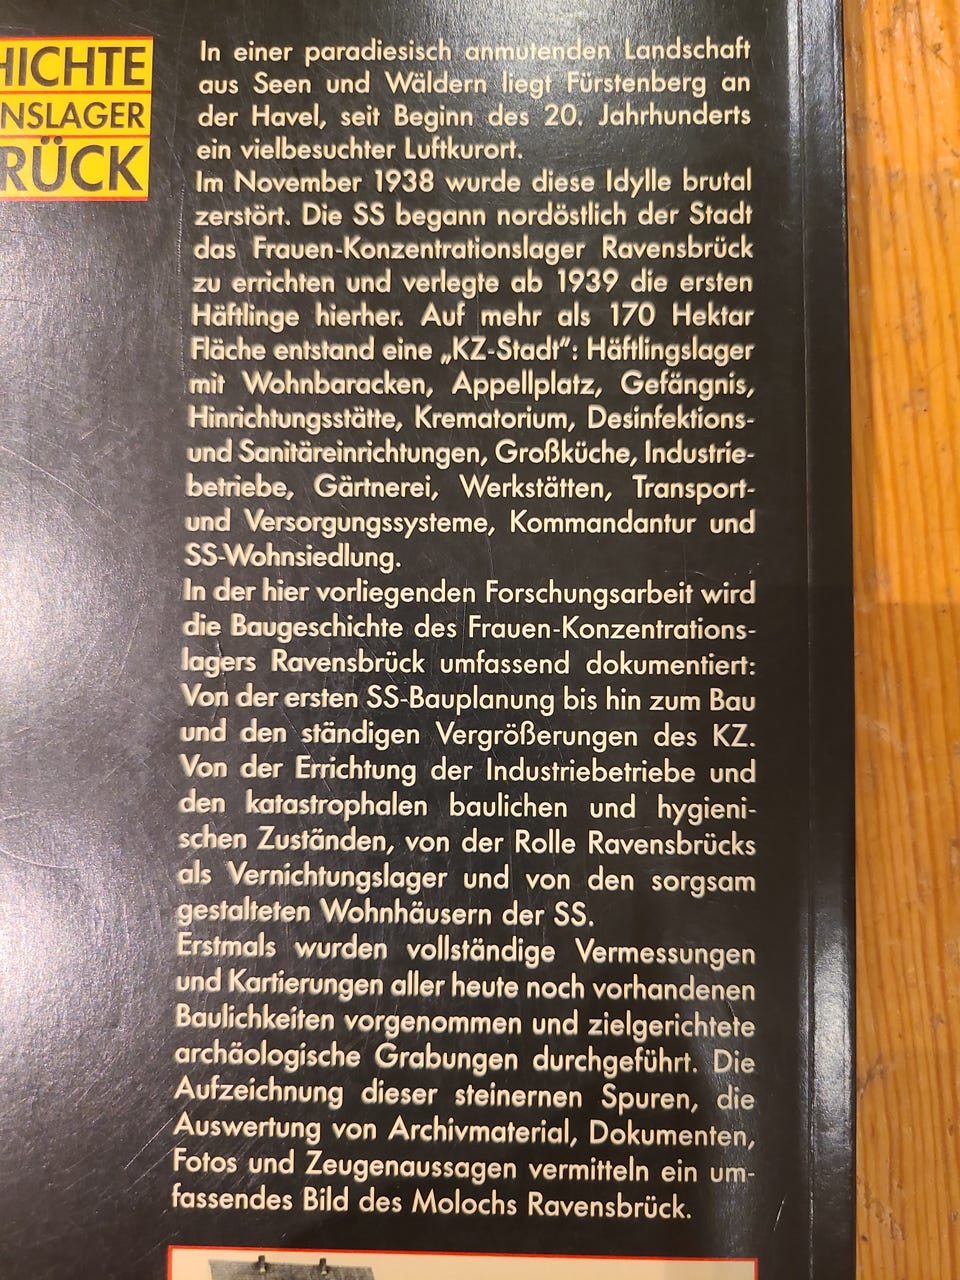 HICHTE
NSLAGER
RÜCK
In einer paradiesisch anmutenden Landschaft
aus Seen und Wäldern liegt Fürstenberg an
der Havel, seit Beginn des 20. Jahrhunderts
ein vielbesuchter Luftkurort.
Im November 1938 wurde diese Idylle brutal
zerstört. Die SS begann nordöstlich der Stadt
das Frauen-Konzentrationslager Ravensbrück
zu errichten und verlegte ab 1939 die ersten
Häftlinge hierher. Auf mehr als 170 Hektar
Fläche entstand eine „KZ-Stadt“: Häftlingslager
mit Wohnbaracken, Appellplatz, Gefängnis,
Hinrichtungsstätte, Krematorium, Desinfektions-
und Sanitäreinrichtungen, Großküche, Industrie-
betriebe, Gärtnerei, Werkstätten, Transport-
und Versorgungssysteme, Kommandantur und
SS-Wohnsiedlung.
In der hier vorliegenden Forschungsarbeit wird
die Baugeschichte des Frauen-Konzentrations-
lagers Ravensbrück umfassend dokumentiert:
Von der ersten SS-Bauplanung bis hin zum Bau
und den ständigen Vergrößerungen des KZ.
Von der Errichtung der Industriebetriebe und
den katastrophalen baulichen und hygieni-
schen Zuständen, von der Rolle Ravensbrücks
als Vernichtungslager und von den sorgsam
gestalteten Wohnhäusern der SS.
Erstmals wurden vollständige Vermessungen
und Kartierungen aller heute noch vorhandenen
Baulichkeiten vorgenommen und zielgerichtete
archäologische Grabungen durchgeführt. Die
Aufzeichnung dieser steinernen Spuren, die
Auswertung von Archivmaterial, Dokumenten,
Fotos und Zeugenaussagen vermitteln ein um-
fassendes Bild des Molochs Ravensbrück.